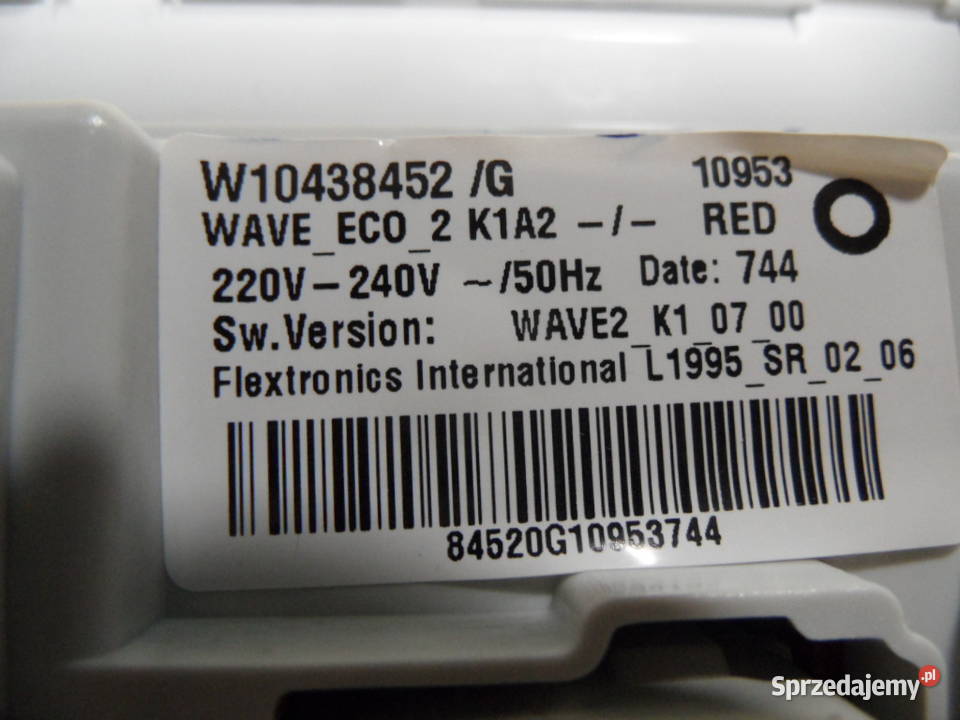 W10438452 /G 10953
WAVE_ECO_2 K1A2 –/– RED
220V–240V ~/50Hz Date: 744
Sw.Version: WAVE2_K1_07_00
Flextronics International L1995_SR_02_06
84520G10953744
Sprzedajemy.pl